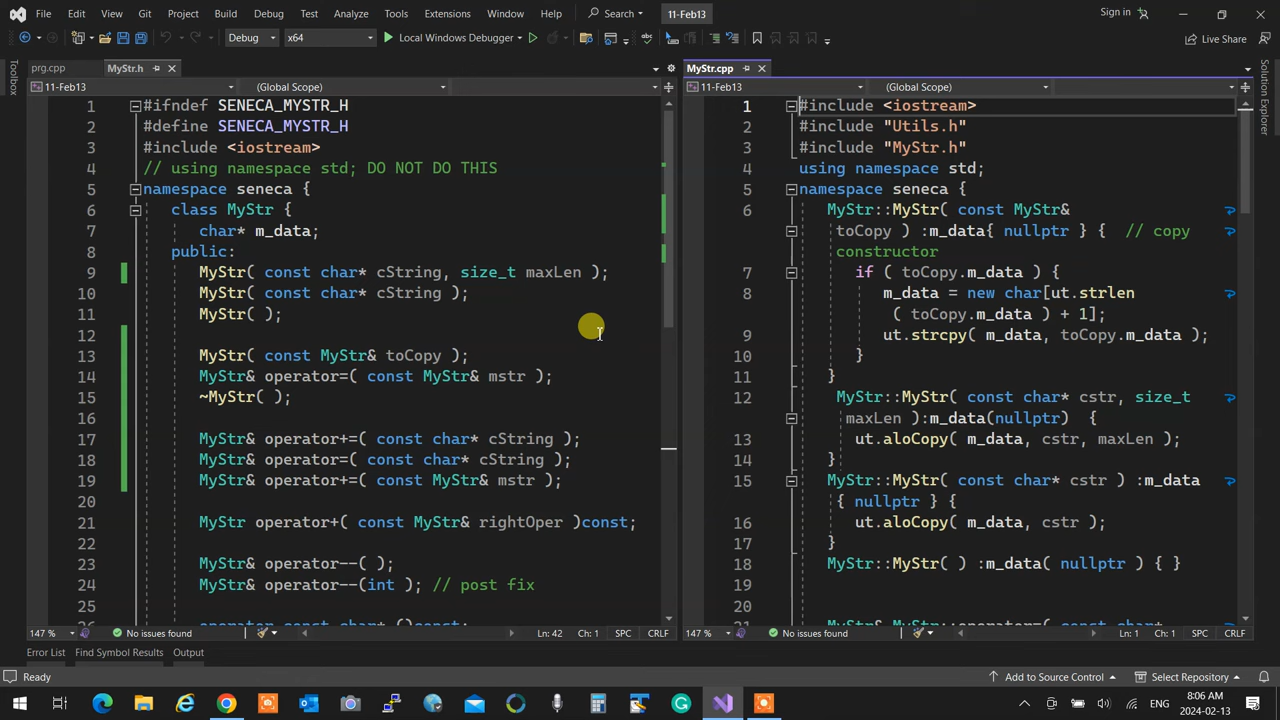 File Edit View Git Project Build Debug Test Analyze Tools Extensions Window Help Search 11-Feb13 Sign in
Debug x64 Local Windows Debugger Live Share
Toolbox
prg.cpp MyStr.h
11-Feb13 (Global Scope)
1 #ifndef SENECA_MYSTR_H
2 #define SENECA_MYSTR_H
3 #include <iostream>
4 // using namespace std; DO NOT DO THIS
5 namespace seneca {
6 class MyStr {
7 char* m_data;
8 public:
9 MyStr( const char* cString, size_t maxLen );
10 MyStr( const char* cString );
11 MyStr( );
12
13 MyStr( const MyStr& toCopy );
14 MyStr& operator=( const MyStr& mstr );
15 ~MyStr( );
16
17 MyStr& operator+=( const char* cString );
18 MyStr& operator=( const char* cString );
19 MyStr& operator+=( const MyStr& mstr );
20
21 MyStr operator+( const MyStr& rightOper )const;
22
23 MyStr& operator--( );
24 MyStr& operator--(int ); // post fix
25
operator const char* ()const;
147 % No issues found Ln: 42 Ch: 1 SPC CRLF
MyStr.cpp
11-Feb13 (Global Scope)
1 #include <iostream>
2 #include "Utils.h"
3 #include "MyStr.h"
4 using namespace std;
5 namespace seneca {
6 MyStr::MyStr( const MyStr&
toCopy ) :m_data{ nullptr } { // copy
constructor
7 if ( toCopy.m_data ) {
8 m_data = new char[ut.strlen
( toCopy.m_data ) + 1];
9 ut.strcpy( m_data, toCopy.m_data );
10 }
11 }
12 MyStr::MyStr( const char* cstr, size_t
maxLen ):m_data(nullptr) {
13 ut.aloCopy( m_data, cstr, maxLen );
14 }
15 MyStr::MyStr( const char* cstr ) :m_data
{ nullptr } {
16 ut.aloCopy( m_data, cstr );
17 }
18 MyStr::MyStr( ) :m_data( nullptr ) { }
19
20
21 MyStr& MyStr::operator=( const char*
147 % No issues found Ln: 1 Ch: 1 SPC CRLF
Solution Explorer
Error List Find Symbol Results Output
Ready Add to Source Control Select Repository
ENG 8:06 AM
2024-02-13